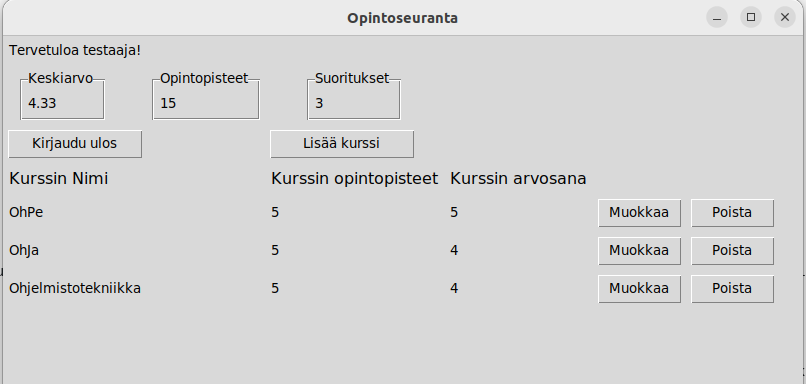 Opintoseuranta
Tervetuloa testaaja!
Keskiarvo Opintopisteet Suoritukset
4.33 15 3
Kirjaudu ulos Lisää kurssi
Kurssin Nimi Kurssin opintopisteet Kurssin arvosana
OhPe 5 5 Muokkaa Poista
OhJa 5 4 Muokkaa Poista
Ohjelmistotekniikka 5 4 Muokkaa Poista